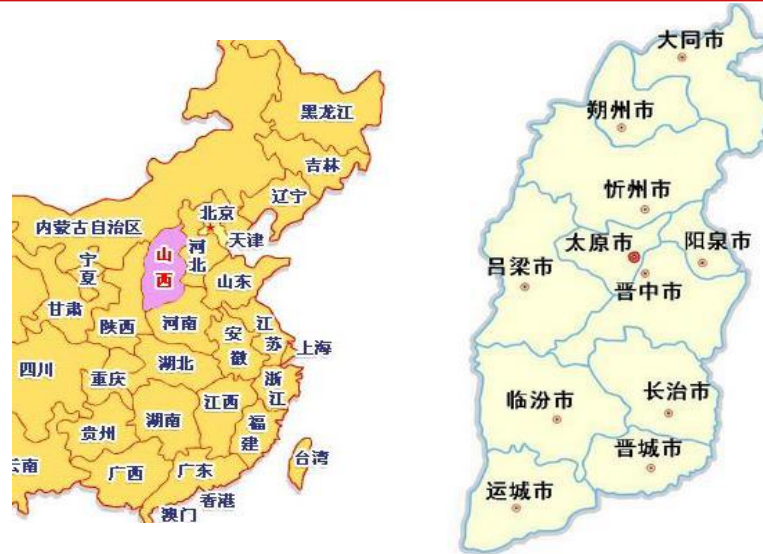 黑龙江
吉林
辽宁
北京
内蒙古自治区
天津
山西
河北
宁夏
山东
甘肃
陕西
河南
江苏
安徽
上海
四川
重庆
湖北
浙江
湖南
江西
贵州
福建
云南
广西
广东
台湾
香港
澳门
大同市
朔州市
忻州市
太原市
阳泉市
吕梁市
晋中市
临汾市
长治市
晋城市
运城市